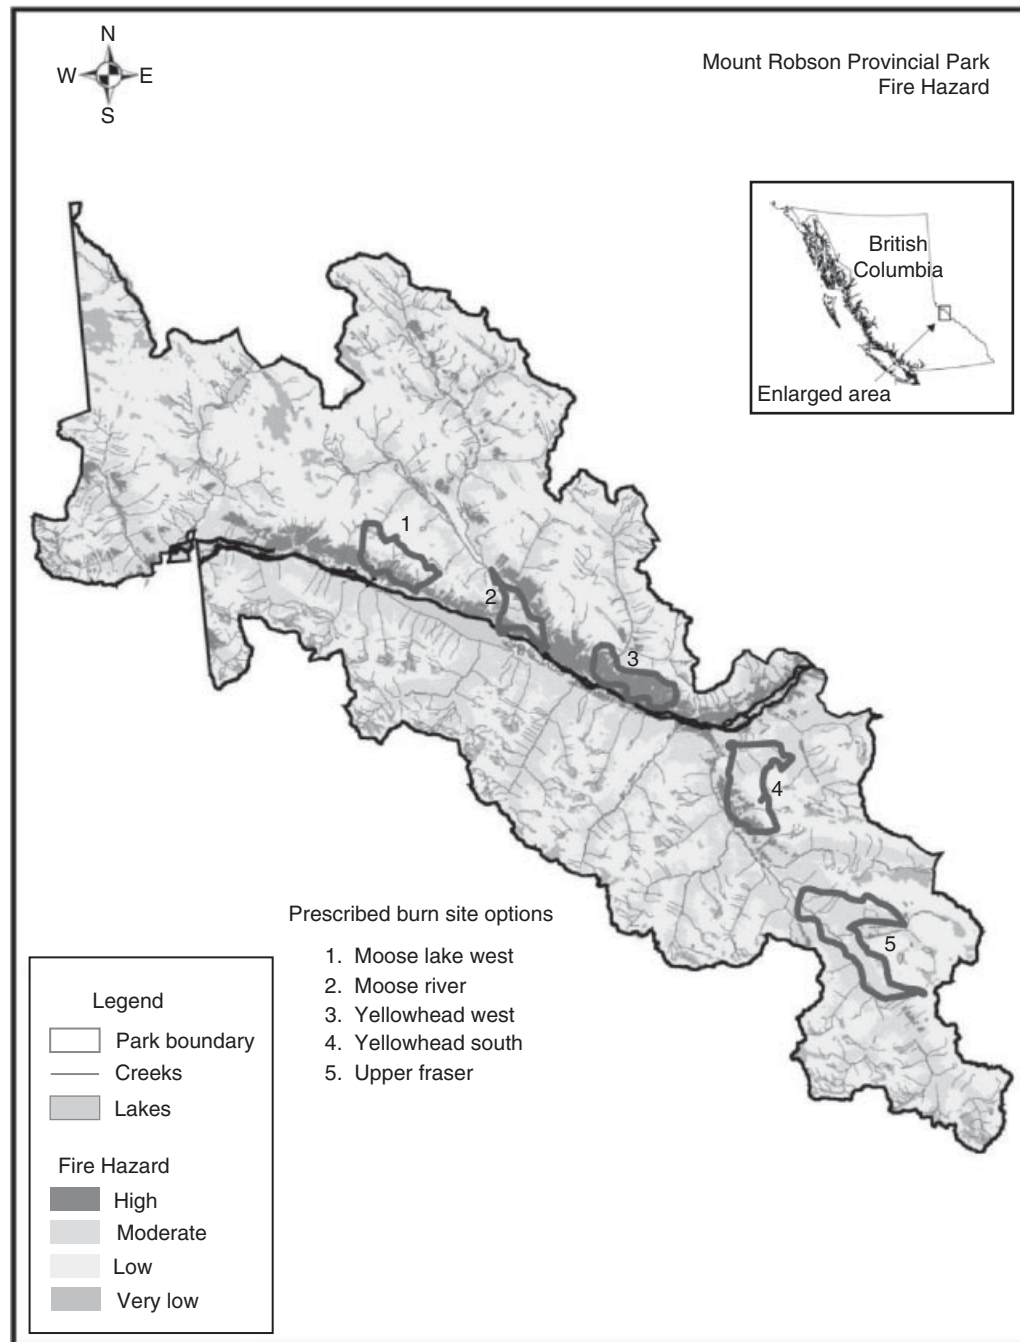 N
W E
S
Mount Robson Provincial Park
Fire Hazard
British
Columbia
Enlarged area
1
2
3
4
5
Prescribed burn site options
1. Moose lake west
2. Moose river
3. Yellowhead west
4. Yellowhead south
5. Upper fraser
Legend
Park boundary
Creeks
Lakes
Fire Hazard
High
Moderate
Low
Very low